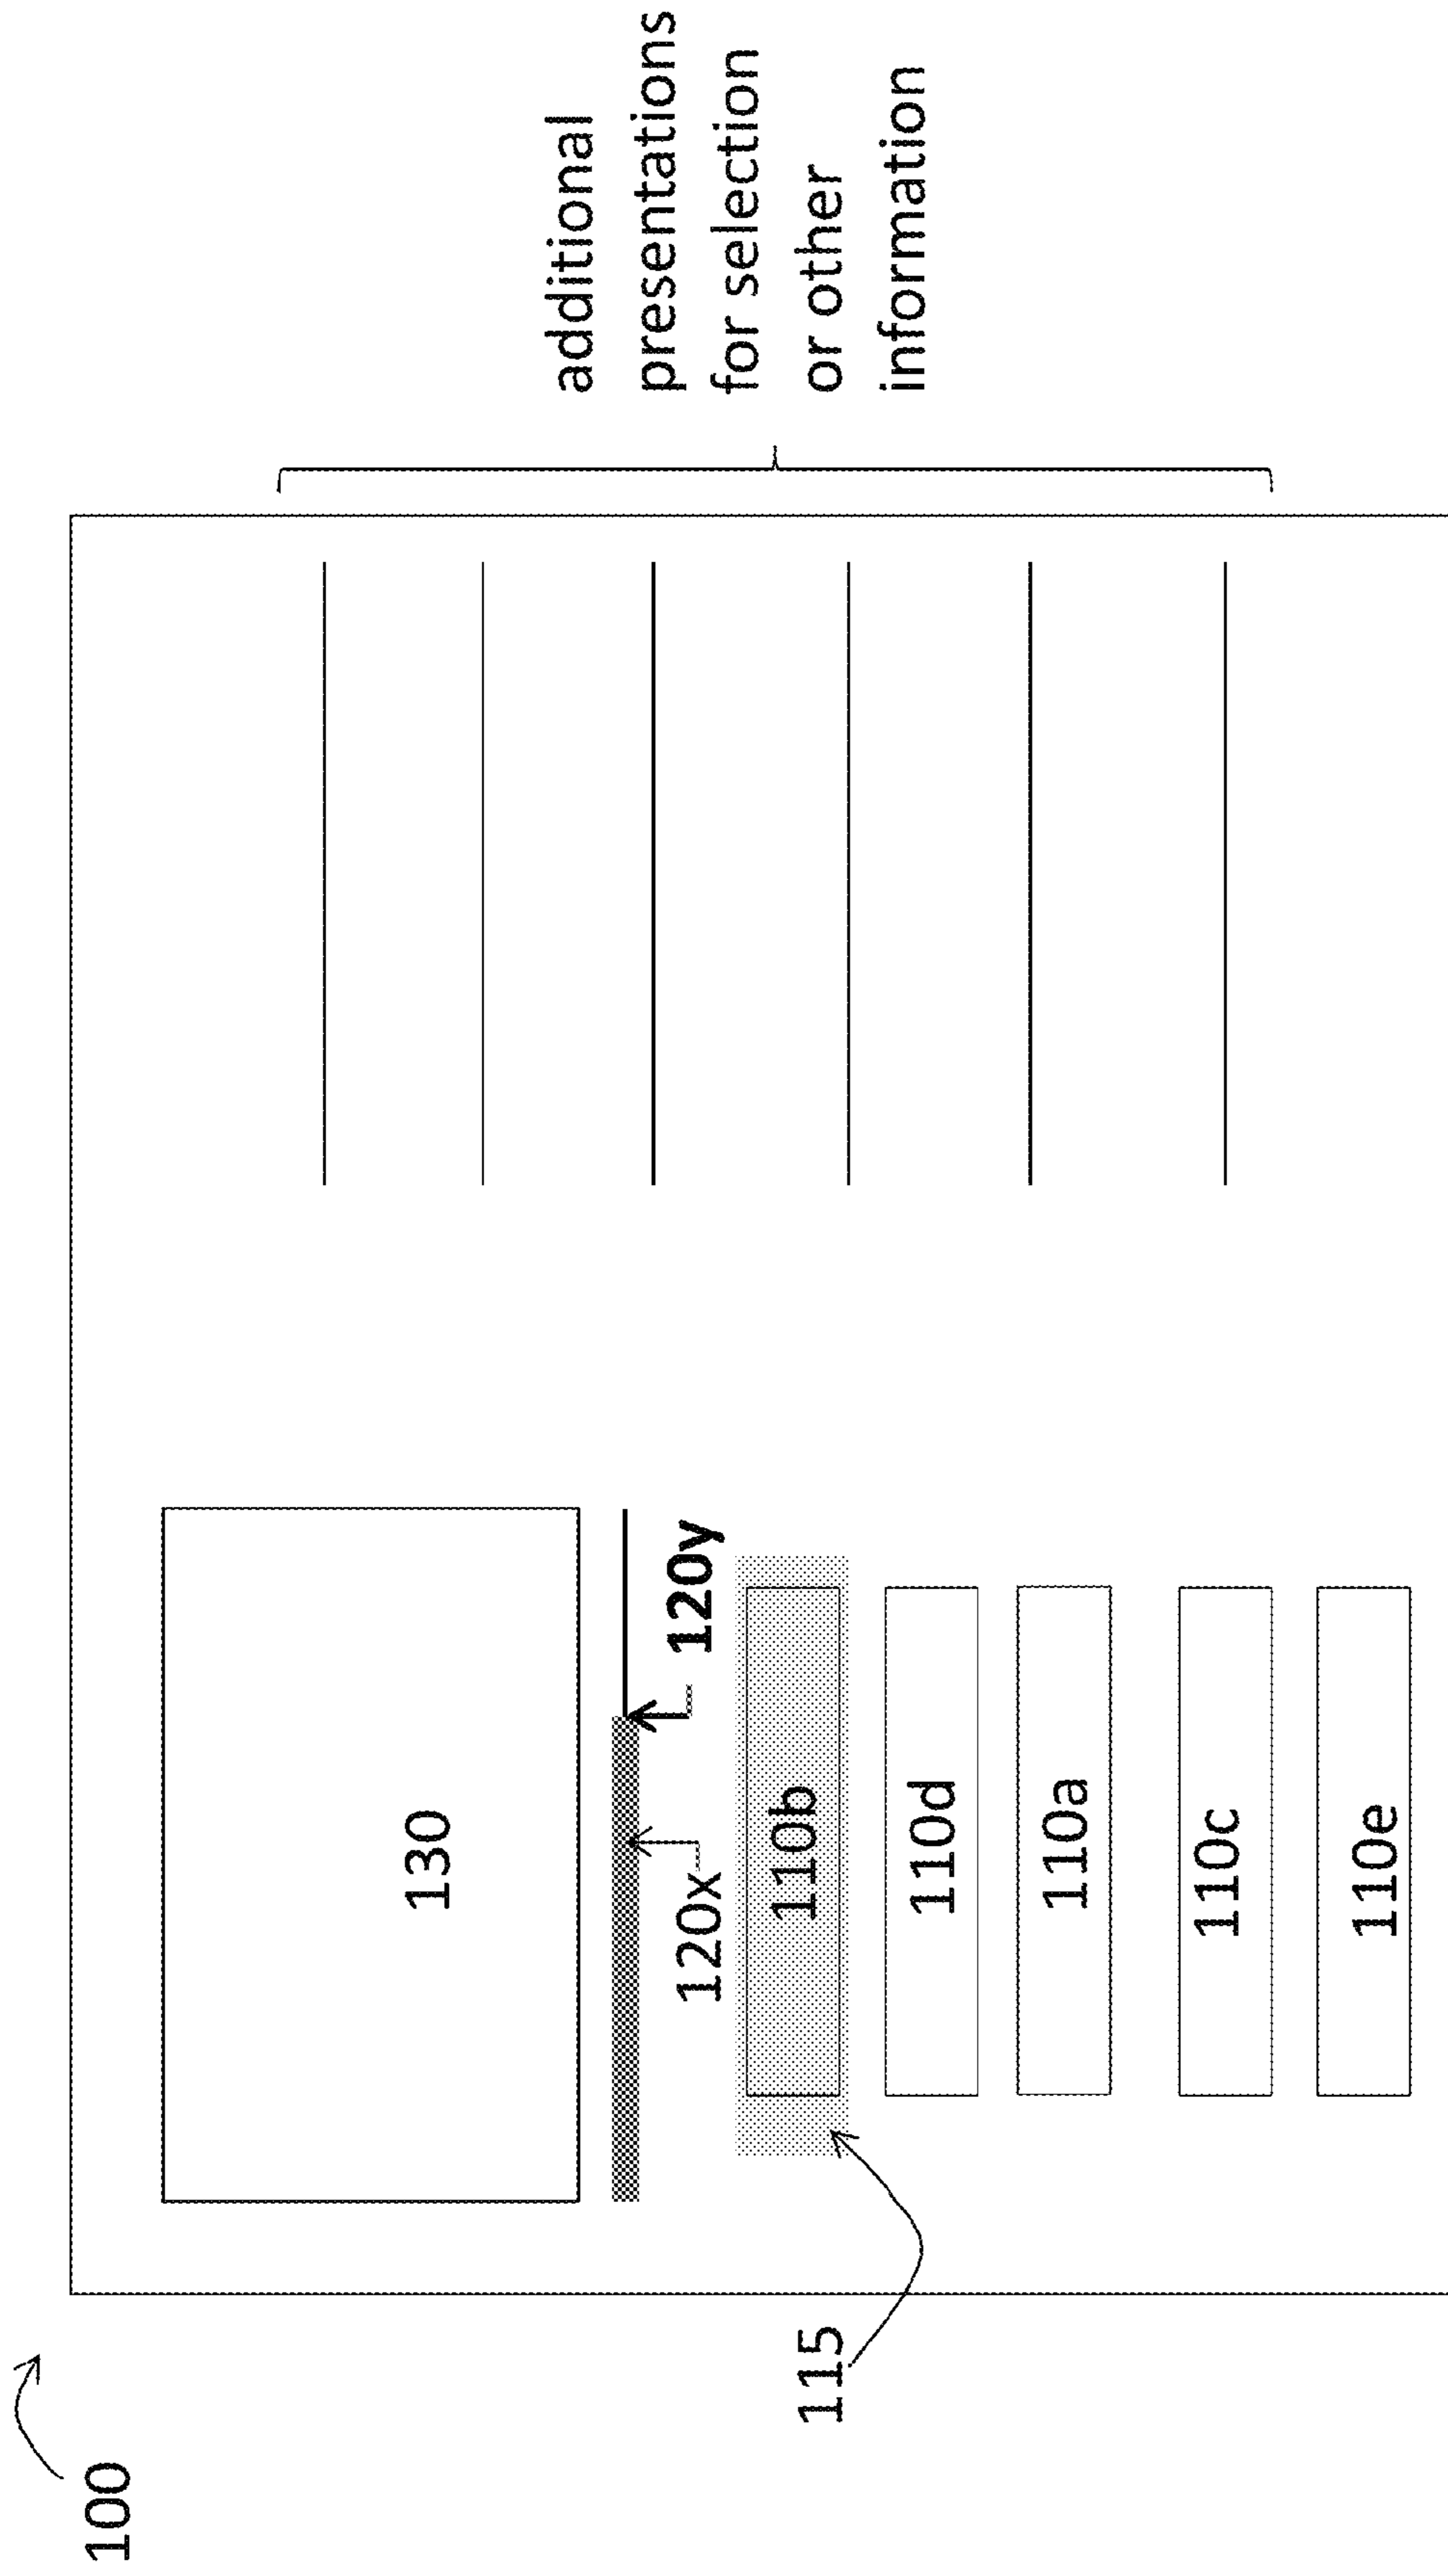 100
130
120x
120y
115
110b
110d
110a
110c
110e
additional
presentations
for selection
or other
information